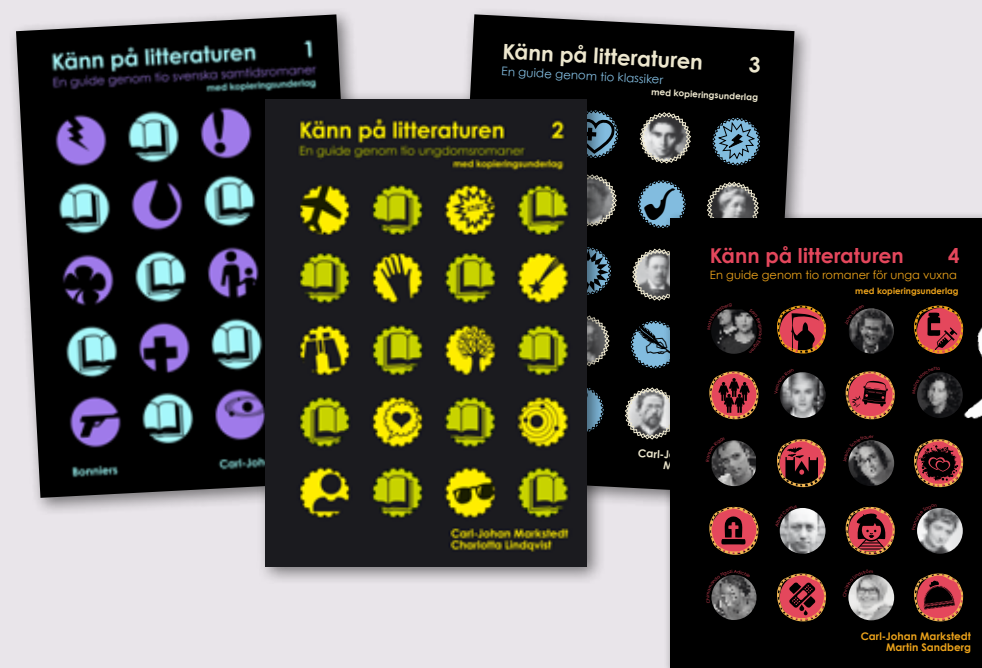 Känn på litteraturen 1
En guide genom tio svenska samtidsromaner
med kopieringsunderlag
Bonniers
Carl-Joh
Känn på litteraturen 2
En guide genom tio ungdomsromaner
med kopieringsunderlag
Carl-Johan Markstedt
Charlotta Lindqvist
Känn på litteraturen 3
En guide genom tio klassiker
med kopieringsunderlag
Carl-J
M
Känn på litteraturen 4
En guide genom tio romaner för unga vuxna
med kopieringsunderlag
Carl-Johan Markstedt
Martin Sandberg